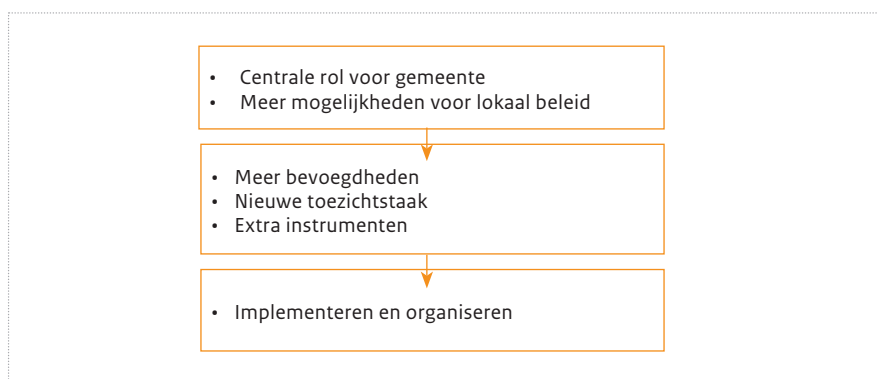 • Centrale rol voor gemeente
• Meer mogelijkheden voor lokaal beleid
• Meer bevoegdheden
• Nieuwe toezichtstaak
• Extra instrumenten
• Implementeren en organiseren